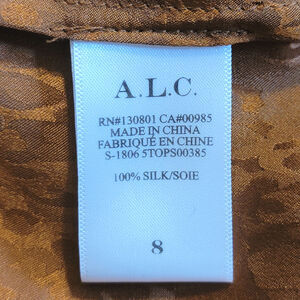 A.L.C.
RN#130801 CA#00985
MADE IN CHINA
FABRIQUÉ EN CHINE
S-1806 5TOPS00385
100% SILK/SOIE
8